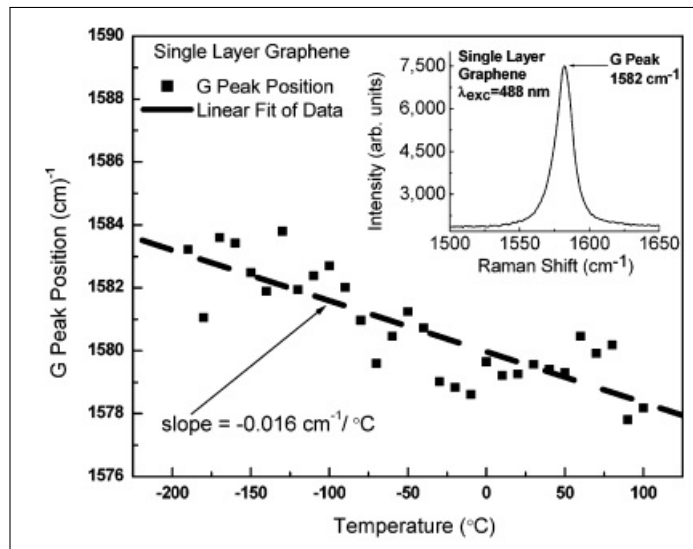 Single Layer Graphene
G Peak Position
Linear Fit of Data
Single Layer
Graphene
λexc=488 nm
G Peak
1582 cm-1
Intensity (arb. units)
7,500
6,000
4,500
3,000
1500 1550 1600 1650
Raman Shift (cm-1)
G Peak Position (cm)-1
1590
1588
1586
1584
1582
1580
1578
1576
slope = -0.016 cm-1/ °C
-200 -150 -100 -50 0 50 100
Temperature (°C)